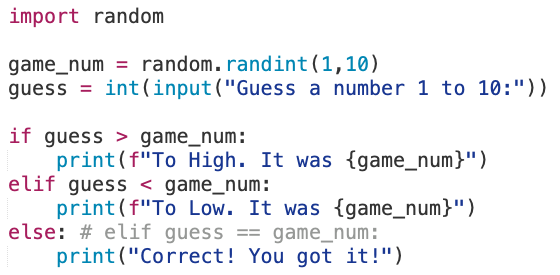 import random
game_num = random.randint(1,10)
guess = int(input("Guess a number 1 to 10:"))
if guess > game_num:
    print(f"To High. It was {game_num}")
elif guess < game_num:
    print(f"To Low. It was {game_num}")
else: # elif guess == game_num:
    print("Correct! You got it!")